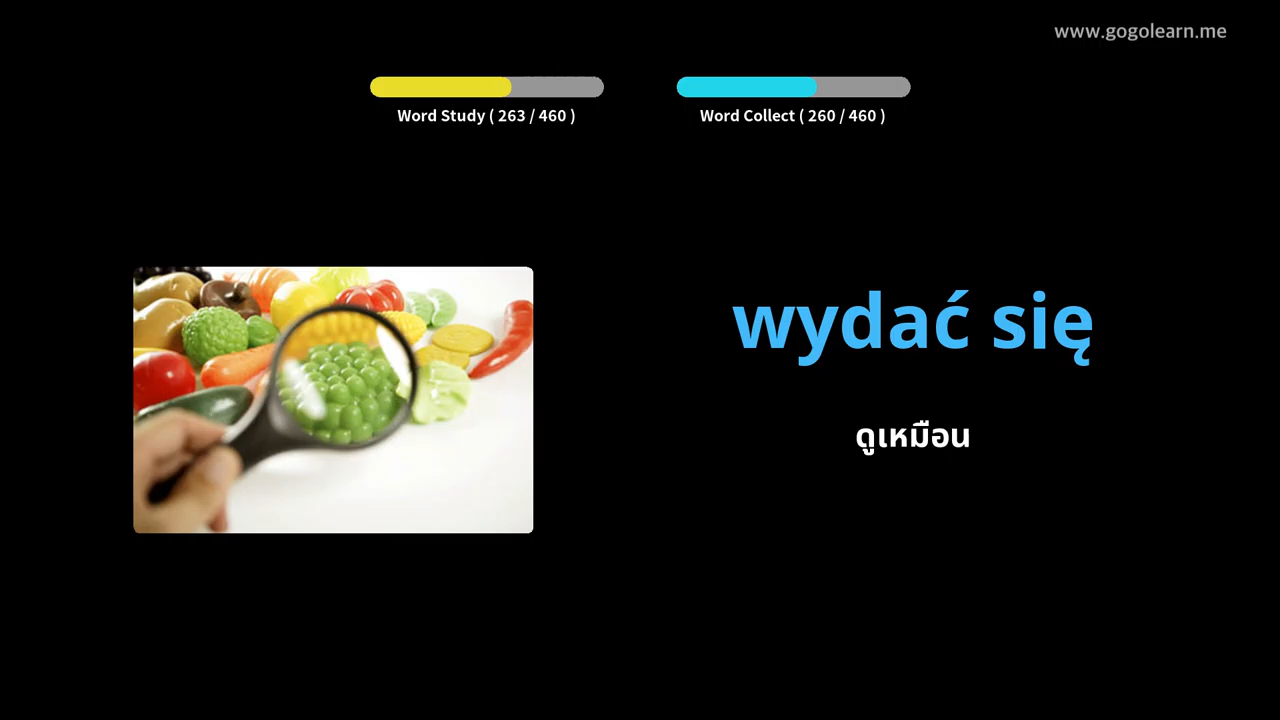 www.gogolearn.me
Word Study ( 263 / 460 )
Word Collect ( 260 / 460 )
wydać się
ดูเหมือน